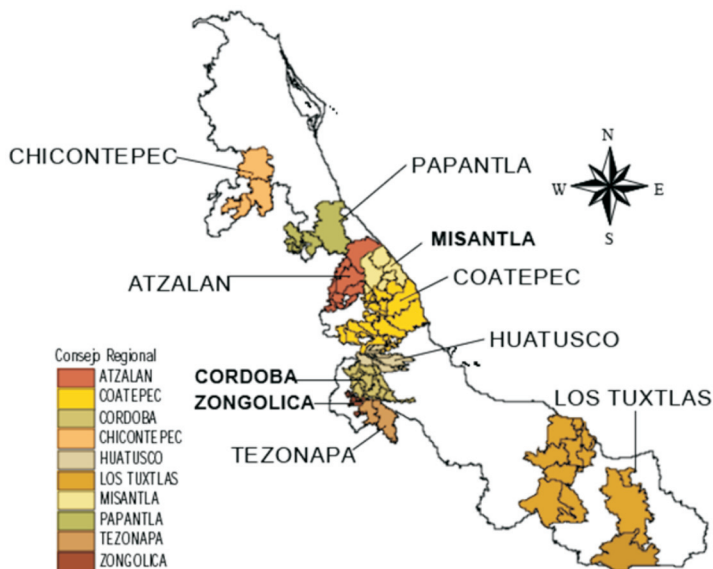 CHICONTEPEC
PAPANTLA
N
W
E
S
MISANTLA
ATZALAN
COATEPEC
HUATUSCO
CORDOBA
ZONGOLICA
LOS TUXTLAS
TEZONAPA
Consejo Regional
ATZALAN
COATEPEC
CORDOBA
CHICONTEPEC
HUATUSCO
LOS TUXTLAS
MISANTLA
PAPANTLA
TEZONAPA
ZONGOLICA